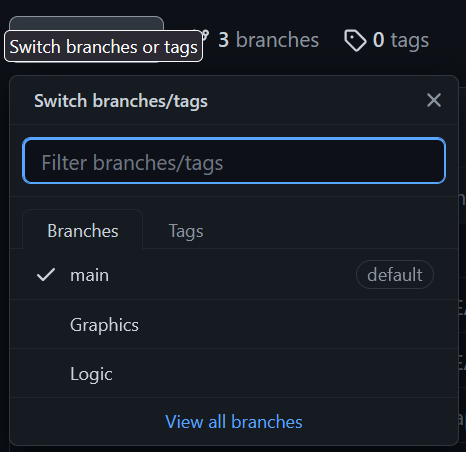 Switch branches or tags
3 branches
0 tags
Switch branches/tags
Filter branches/tags
Branches
Tags
main
default
Graphics
Logic
View all branches